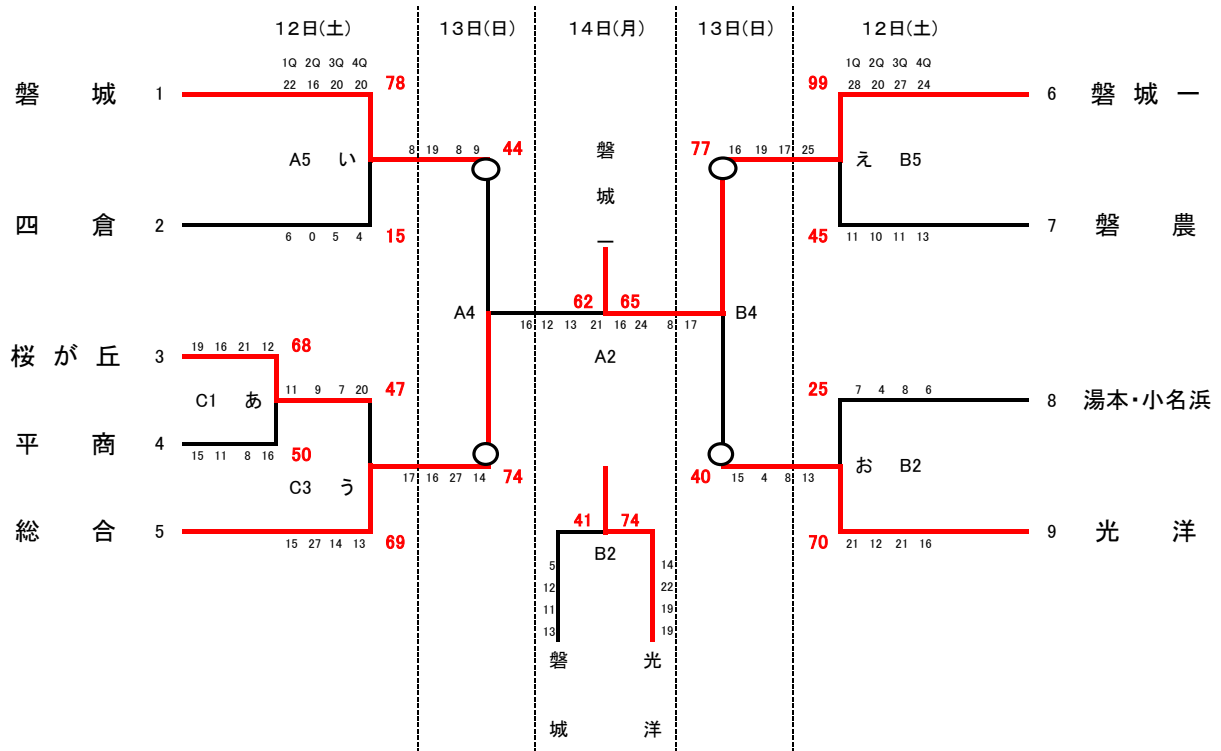 12日(土) 13日(日) 14日(月) 13日(日) 12日(土)
1Q 2Q 3Q 4Q 1Q 2Q 3Q 4Q
22 16 20 20 78 99 28 20 27 24
磐 城 1 6 磐 城 一
A5 い 8 19 8 9 44 磐 城 一 77 16 19 17 25 え B5
四 倉 2 7 磐 農
6 0 5 4 15 45 11 10 11 13
62 65
A4 B4
16 12 13 21 16 24 8 17
A2
19 16 21 12 68
桜 が 丘 3
C1 あ 11 9 7 20 47 25 7 4 8 6
8 湯本・小名浜
平 商 4
15 11 8 16 50
C3 う 17 16 27 14 74 40 15 4 8 13 お B2
41 74
総 合 5 9 光 洋
15 27 14 13 69 70 21 12 21 16
B2
5 14
12 22
11 19
13 19
磐 光
城 洋